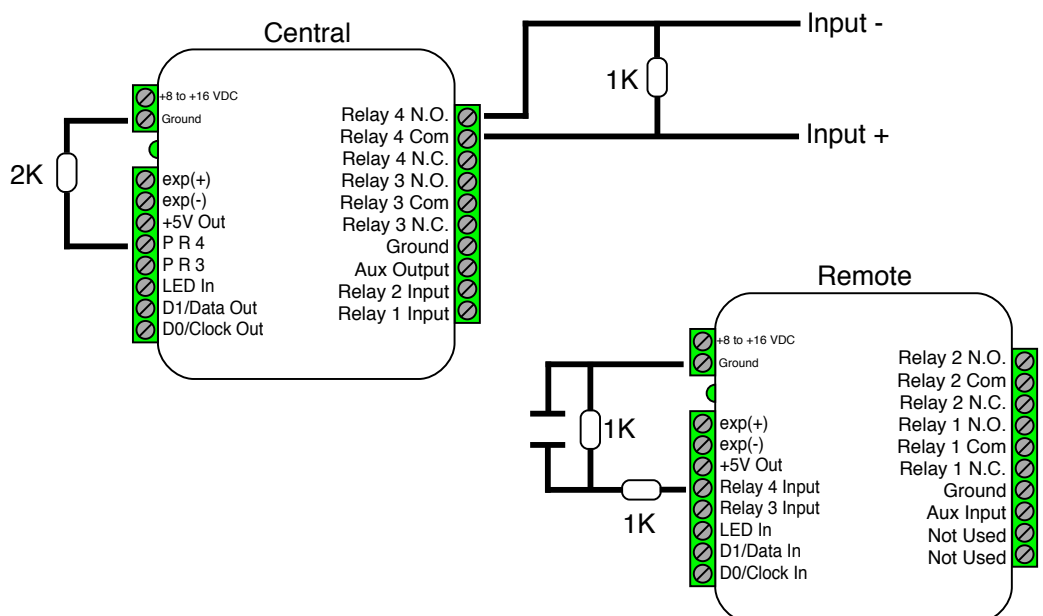 Central
+8 to +16 VDC
Ground
exp(+)
exp(-)
+5V Out
P R 4
P R 3
LED In
D1/Data Out
D0/Clock Out
2K
Relay 4 N.O.
Relay 4 Com
Relay 4 N.C.
Relay 3 N.O.
Relay 3 Com
Relay 3 N.C.
Ground
Aux Output
Relay 2 Input
Relay 1 Input
Input -
1K
Input +
Remote
+8 to +16 VDC
Ground
exp(+)
exp(-)
+5V Out
Relay 4 Input
Relay 3 Input
LED In
D1/Data In
D0/Clock In
1K
1K
Relay 2 N.O.
Relay 2 Com
Relay 2 N.C.
Relay 1 N.O.
Relay 1 Com
Relay 1 N.C.
Ground
Aux Input
Not Used
Not Used